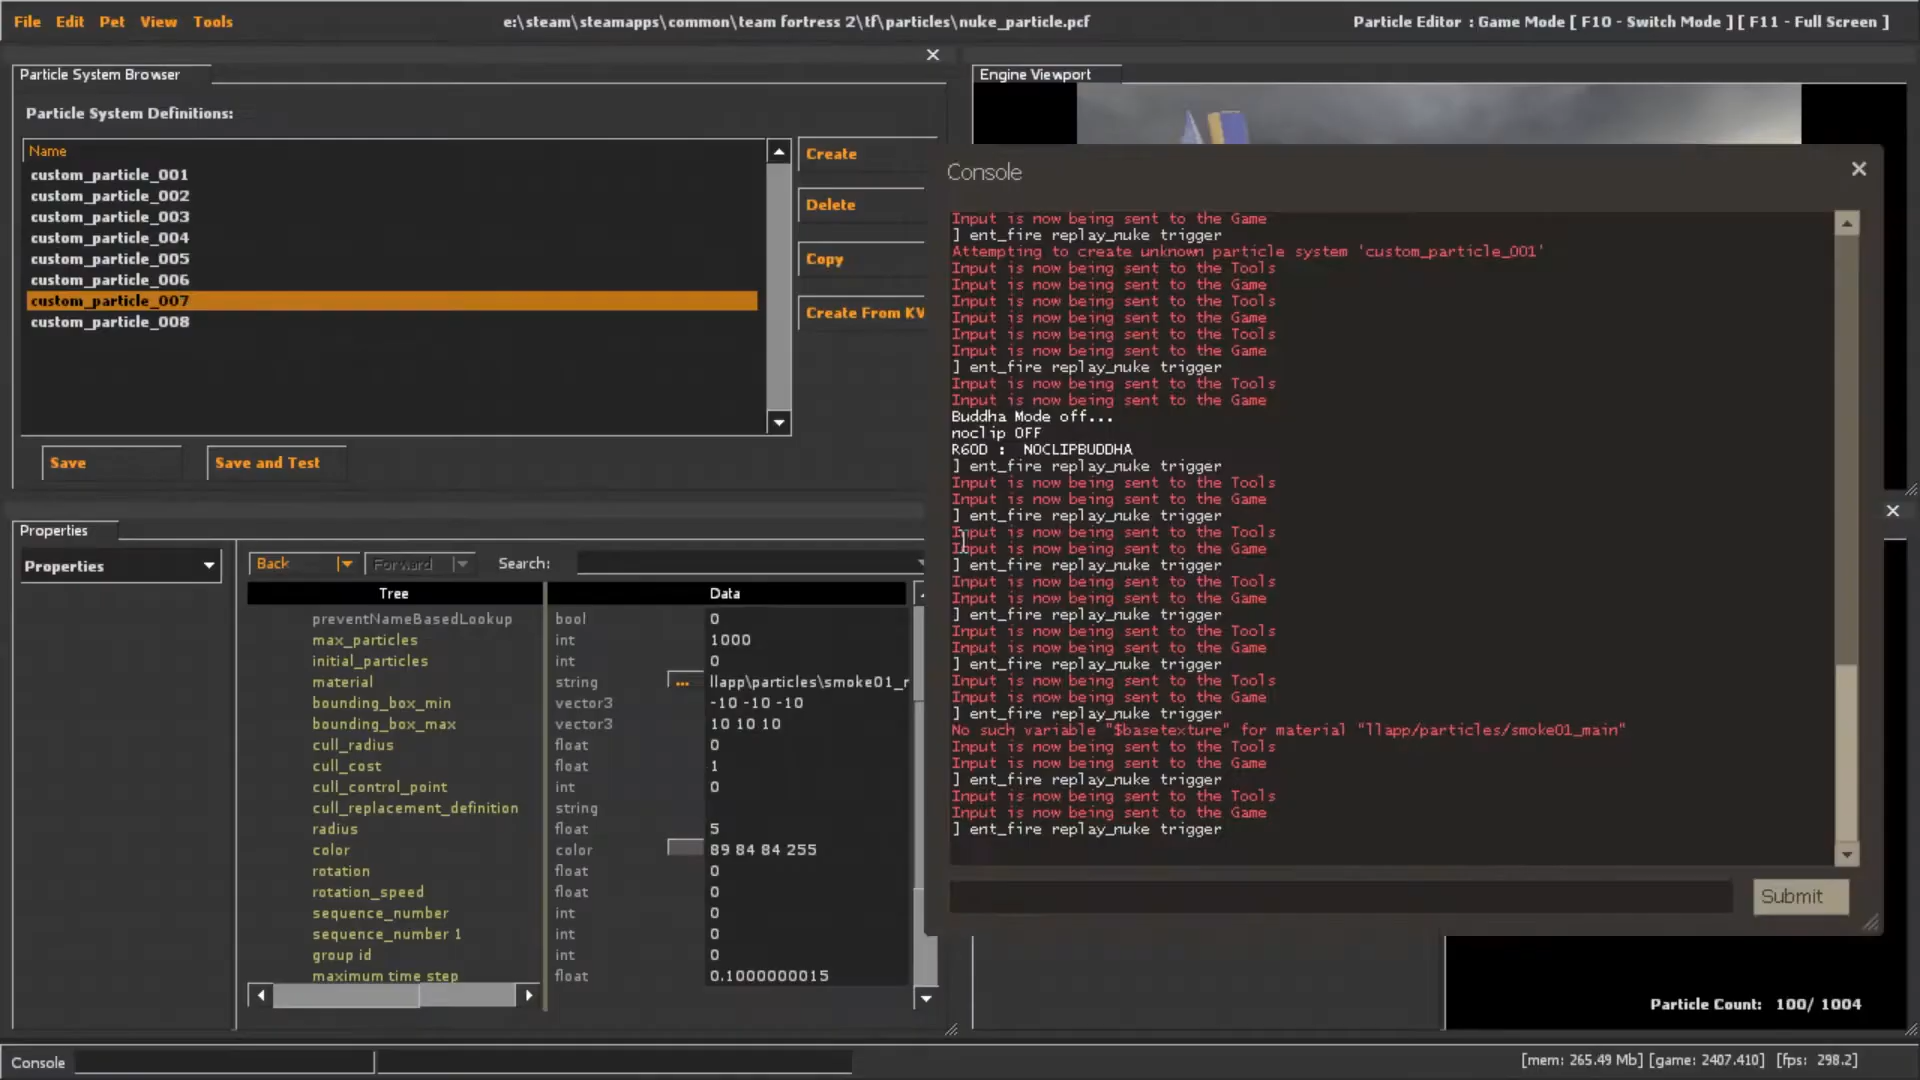 File Edit Pet View Tools
e:\steam\steamapps\common\team fortress 2\tf\particles\nuke_particle.pcf
Particle Editor : Game Mode [ F10 - Switch Mode ] [ F11 - Full Screen ]
Particle System Browser
Particle System Definitions:
Name
custom_particle_001
custom_particle_002
custom_particle_003
custom_particle_004
custom_particle_005
custom_particle_006
custom_particle_007
custom_particle_008
Create
Delete
Copy
Create From KV
Save
Save and Test
Engine Viewport
Console
Input is now being sent to the Game
] ent_fire replay_nuke trigger
Attempting to create unknown particle system 'custom_particle_001'
Input is now being sent to the Tools
Input is now being sent to the Game
Input is now being sent to the Tools
Input is now being sent to the Game
Input is now being sent to the Tools
Input is now being sent to the Game
] ent_fire replay_nuke trigger
Input is now being sent to the Tools
Input is now being sent to the Game
Buddha Mode off...
noclip OFF
R6OD : NOCLIPBUDDHA
] ent_fire replay_nuke trigger
Input is now being sent to the Tools
Input is now being sent to the Game
] ent_fire replay_nuke trigger
Input is now being sent to the Tools
Input is now being sent to the Game
] ent_fire replay_nuke trigger
Input is now being sent to the Tools
Input is now being sent to the Game
] ent_fire replay_nuke trigger
Input is now being sent to the Tools
Input is now being sent to the Game
] ent_fire replay_nuke trigger
Input is now being sent to the Tools
Input is now being sent to the Game
] ent_fire replay_nuke trigger
No such variable "$basetexture" for material "llapp/particles/smoke01_main"
Input is now being sent to the Tools
Input is now being sent to the Game
] ent_fire replay_nuke trigger
Input is now being sent to the Tools
Input is now being sent to the Game
] ent_fire replay_nuke trigger
Submit
Properties
Properties
Back Forward Search:
Tree Data
preventNameBasedLookup bool 0
max_particles int 1000
initial_particles int 0
material string ... llapp\particles\smoke01_r
bounding_box_min vector3 -10 -10 -10
bounding_box_max vector3 10 10 10
cull_radius float 0
cull_cost float 1
cull_control_point int 0
cull_replacement_definition string
radius float 5
color color 89 84 84 255
rotation float 0
rotation_speed float 0
sequence_number int 0
sequence_number 1 int 0
group id int 0
maximum time step float 0.1000000015
Particle Count: 100/ 1004
Console
[mem: 265.49 Mb] [game: 2407.410] [fps: 298.2]